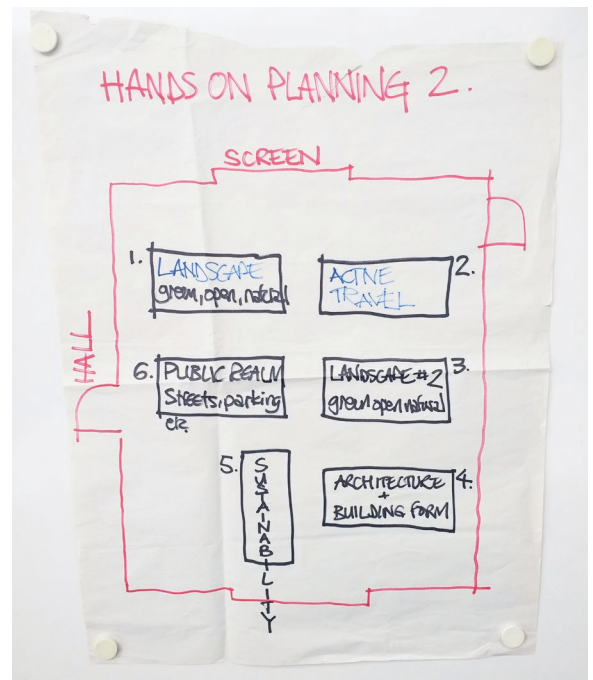 HANDS ON PLANNING 2.
SCREEN
HALL
1.
LANDSCAPE
green, open, natural
2.
ACTIVE
TRAVEL
6.
PUBLIC REALM
Streets, parking
etc.
3.
LANDSCAPE #2
green open natural
5.
SUSTAINABILITY
4.
ARCHITECTURE
+
BUILDING FORM